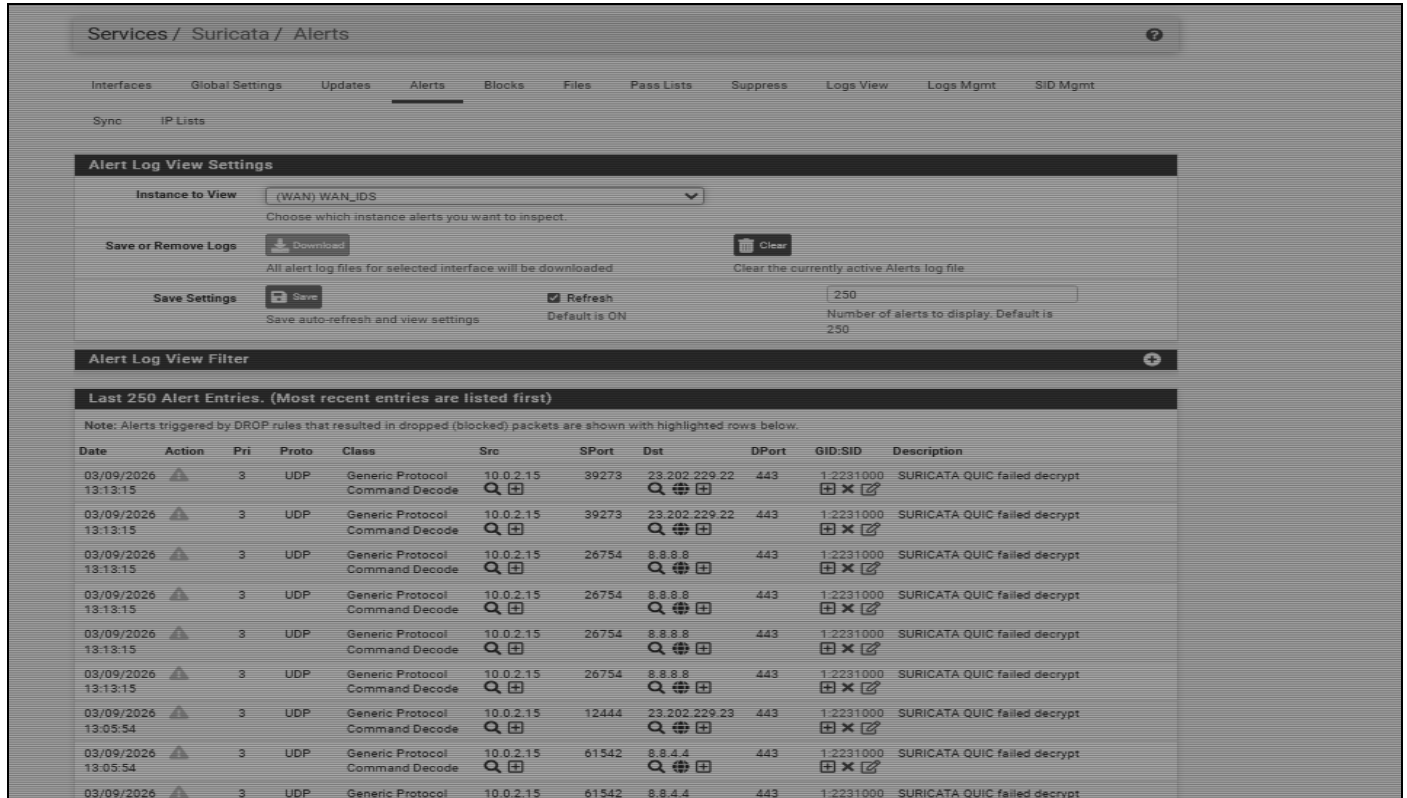 Services / Suricata / Alerts
Interfaces Global Settings Updates Alerts Blocks Files Pass Lists Suppress Logs View Logs Mgmt SID Mgmt
Sync IP Lists
Alert Log View Settings
Instance to View (WAN) WAN_IDS
Choose which instance alerts you want to inspect.
Save or Remove Logs Download Clear
All alert log files for selected interface will be downloaded Clear the currently active Alerts log file
Save Settings Save Refresh 250
Save auto-refresh and view settings Default is ON Number of alerts to display. Default is
250
Alert Log View Filter
Last 250 Alert Entries. (Most recent entries are listed first)
Note: Alerts triggered by DROP rules that resulted in dropped (blocked) packets are shown with highlighted rows below.
Date Action Pri Proto Class Src SPort Dst DPort GID:SID Description
03/09/2026 3 UDP Generic Protocol 10.0.2.15 39273 23.202.229.22 443 1:2231000 SURICATA QUIC failed decrypt
13:13:15 Command Decode
03/09/2026 3 UDP Generic Protocol 10.0.2.15 39273 23.202.229.22 443 1:2231000 SURICATA QUIC failed decrypt
13:13:15 Command Decode
03/09/2026 3 UDP Generic Protocol 10.0.2.15 26754 8.8.8.8 443 1:2231000 SURICATA QUIC failed decrypt
13:13:15 Command Decode
03/09/2026 3 UDP Generic Protocol 10.0.2.15 26754 8.8.8.8 443 1:2231000 SURICATA QUIC failed decrypt
13:13:15 Command Decode
03/09/2026 3 UDP Generic Protocol 10.0.2.15 26754 8.8.8.8 443 1:2231000 SURICATA QUIC failed decrypt
13:13:15 Command Decode
03/09/2026 3 UDP Generic Protocol 10.0.2.15 26754 8.8.8.8 443 1:2231000 SURICATA QUIC failed decrypt
13:13:15 Command Decode
03/09/2026 3 UDP Generic Protocol 10.0.2.15 12444 23.202.229.23 443 1:2231000 SURICATA QUIC failed decrypt
13:05:54 Command Decode
03/09/2026 3 UDP Generic Protocol 10.0.2.15 61542 8.8.4.4 443 1:2231000 SURICATA QUIC failed decrypt
13:05:54 Command Decode
03/09/2026 3 UDP Generic Protocol 10.0.2.15 61542 8.8.4.4 443 1:2231000 SURICATA QUIC failed decrypt